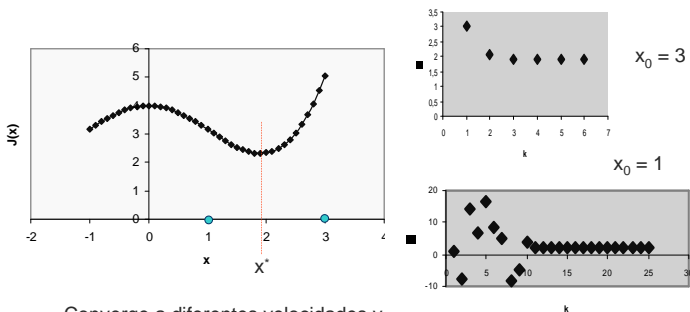 6
5
4
3
2
1
0
J(x)
-2 -1 0 1 2 3 4
x
x*
3,5
3
2,5
2
1,5
1
0,5
0
0 1 2 3 4 5 6 7
k
x₀ = 3
x₀ = 1
20
10
0
-10
0 5 10 15 20 25
k
Converge a diferentes velocidades y